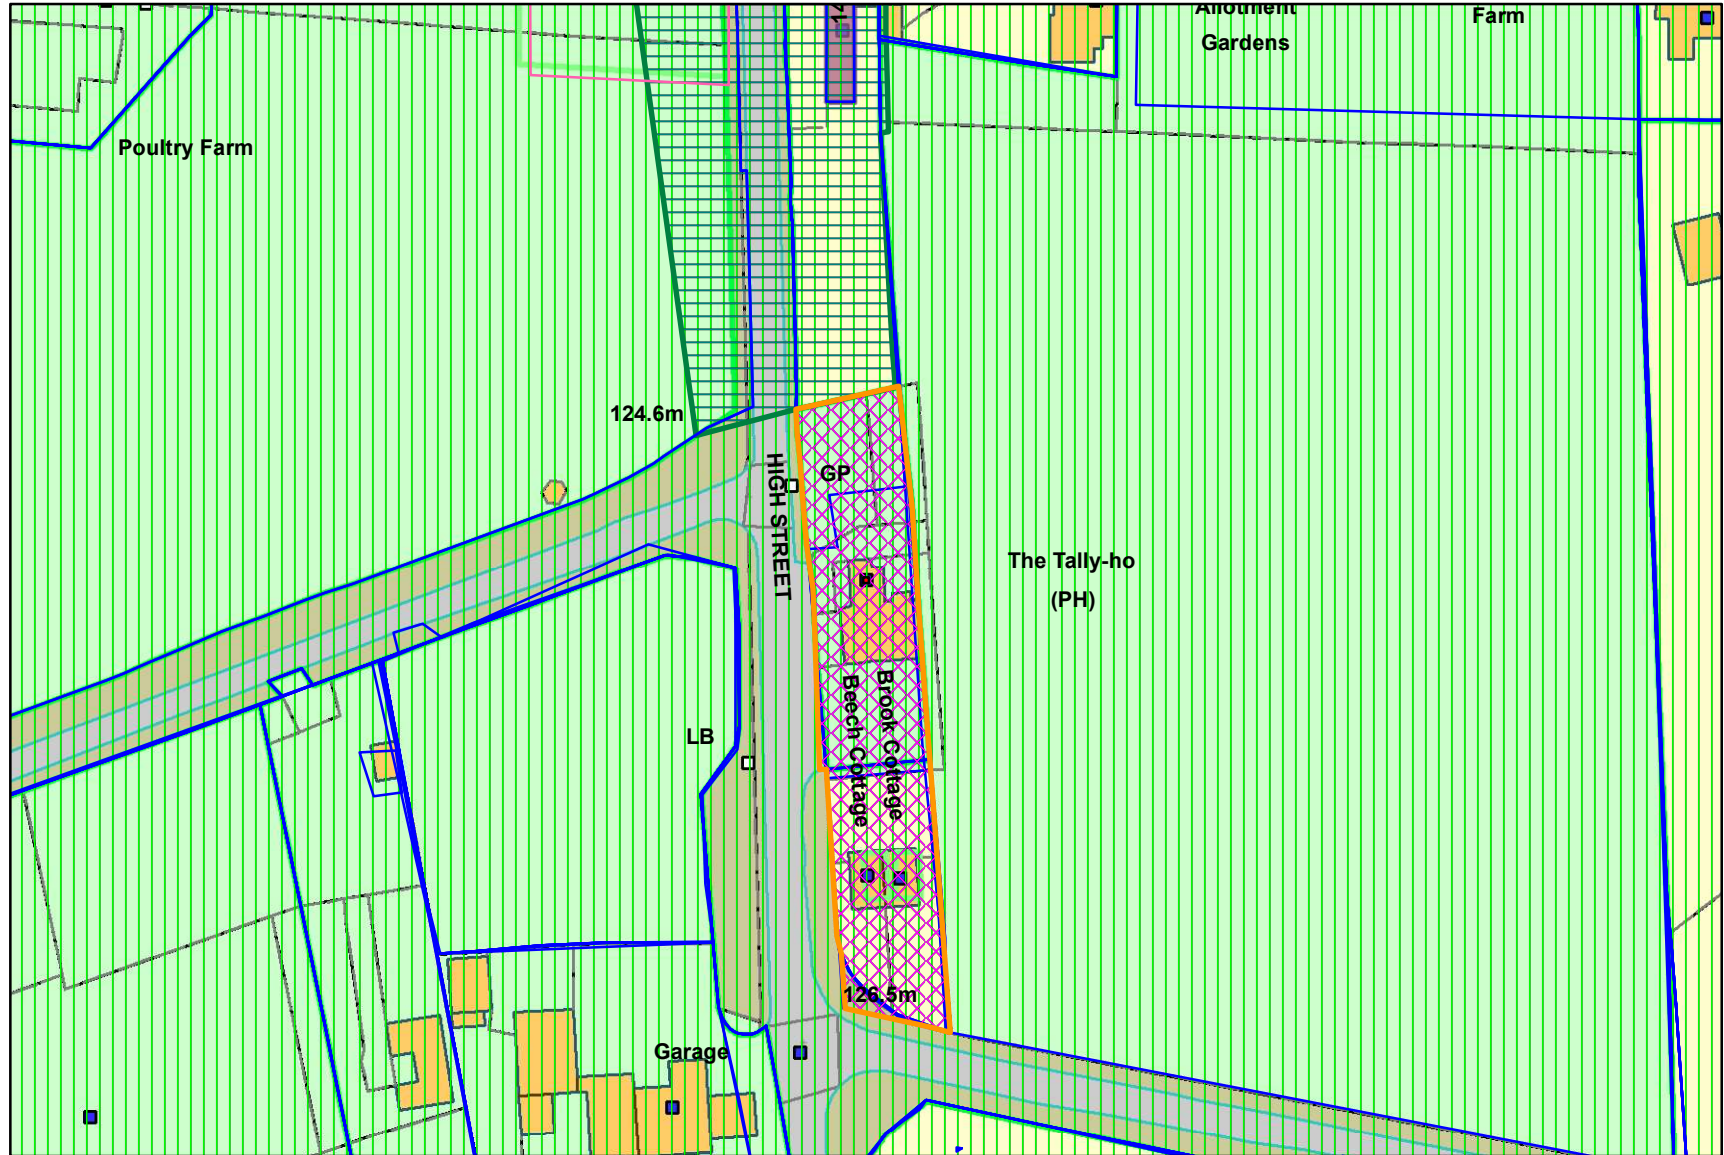 14
Allotment
Gardens
Farm
Poultry Farm
124.6m
GP
HIGH STREET
The Tally-ho
(PH)
Beech Cottage
Brook Cottage
LB
126.5m
Garage